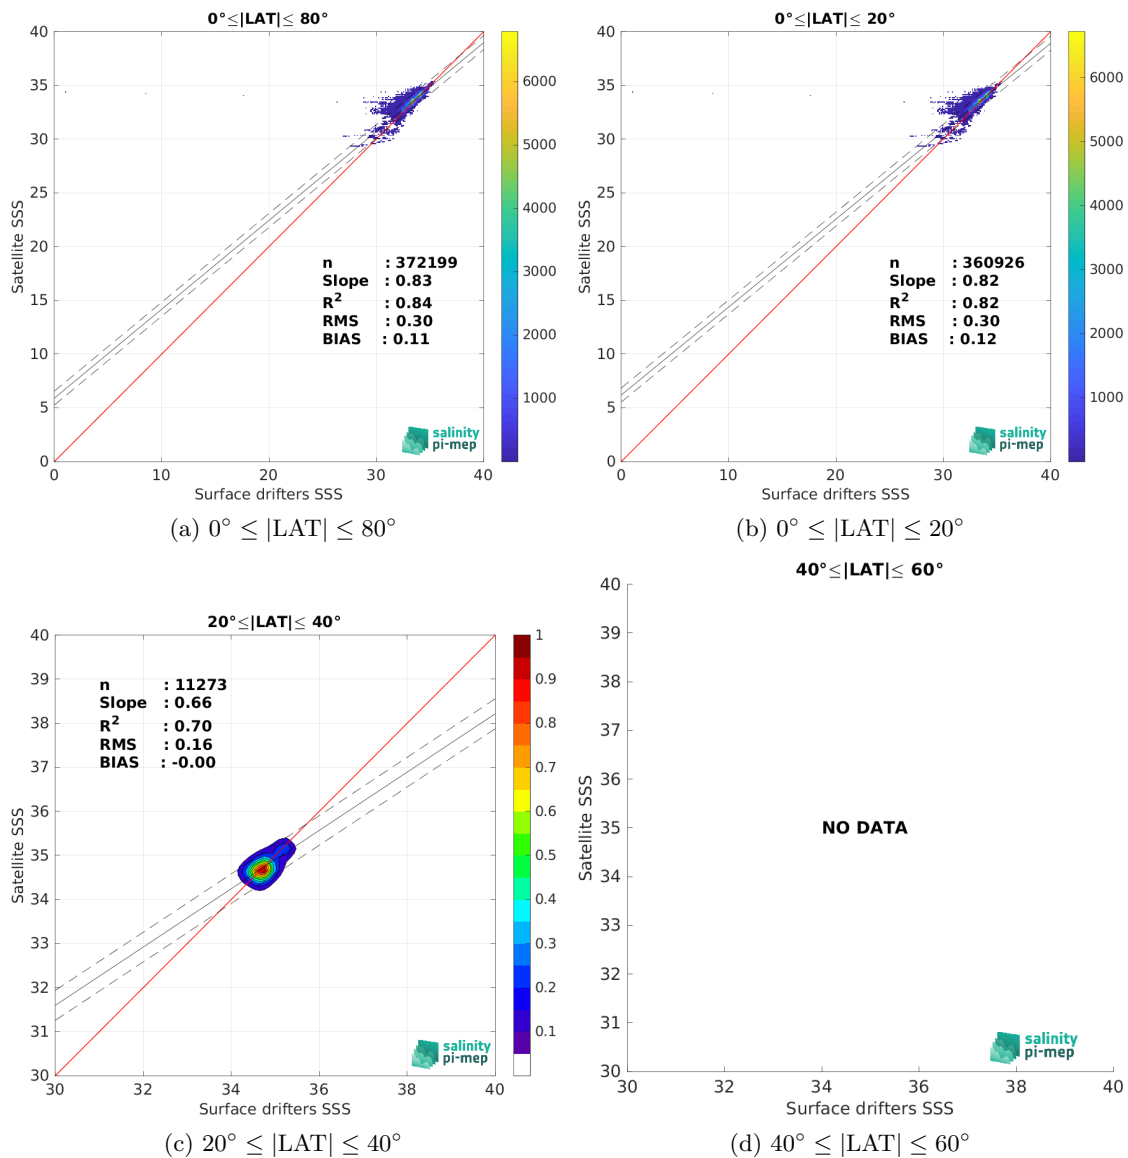 0°≤|LAT|≤ 80°
40
35
30
25
20
15
10
5
0
Satellite SSS
n : 372199
Slope : 0.83
R² : 0.84
RMS : 0.30
BIAS : 0.11
salinity
pi-mep
0 10 20 30 40
Surface drifters SSS
6000
5000
4000
3000
2000
1000
(a) 0° ≤ |LAT| ≤ 80°
0°≤|LAT|≤ 20°
40
35
30
25
20
15
10
5
0
Satellite SSS
n : 360926
Slope : 0.82
R² : 0.82
RMS : 0.30
BIAS : 0.12
salinity
pi-mep
0 10 20 30 40
Surface drifters SSS
6000
5000
4000
3000
2000
1000
(b) 0° ≤ |LAT| ≤ 20°
20°≤|LAT|≤ 40°
40
39
38
37
36
35
34
33
32
31
30
Satellite SSS
n : 11273
Slope : 0.66
R² : 0.70
RMS : 0.16
BIAS : -0.00
salinity
pi-mep
30 32 34 36 38 40
Surface drifters SSS
1
0.9
0.8
0.7
0.6
0.5
0.4
0.3
0.2
0.1
(c) 20° ≤ |LAT| ≤ 40°
40°≤|LAT|≤ 60°
40
39
38
37
36
35
34
33
32
31
30
Satellite SSS
NO DATA
salinity
pi-mep
30 32 34 36 38 40
Surface drifters SSS
(d) 40° ≤ |LAT| ≤ 60°